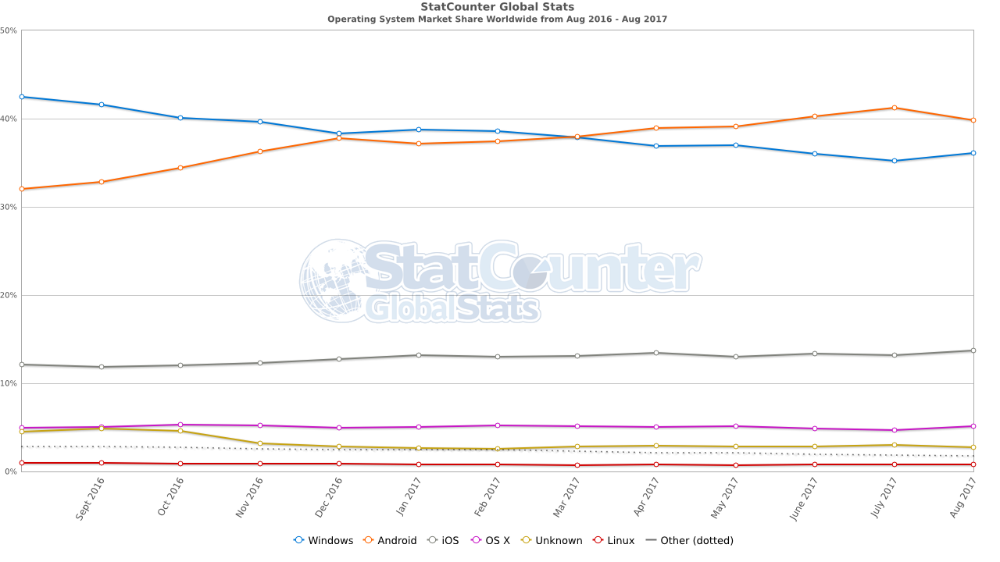 StatCounter Global Stats
Operating System Market Share Worldwide from Aug 2016 - Aug 2017
50%
40%
30%
20%
10%
0%
StatCounter
GlobalStats
Sept 2016
Oct 2016
Nov 2016
Dec 2016
Jan 2017
Feb 2017
Mar 2017
Apr 2017
May 2017
June 2017
July 2017
Aug 2017
Windows Android iOS OS X Unknown Linux Other (dotted)